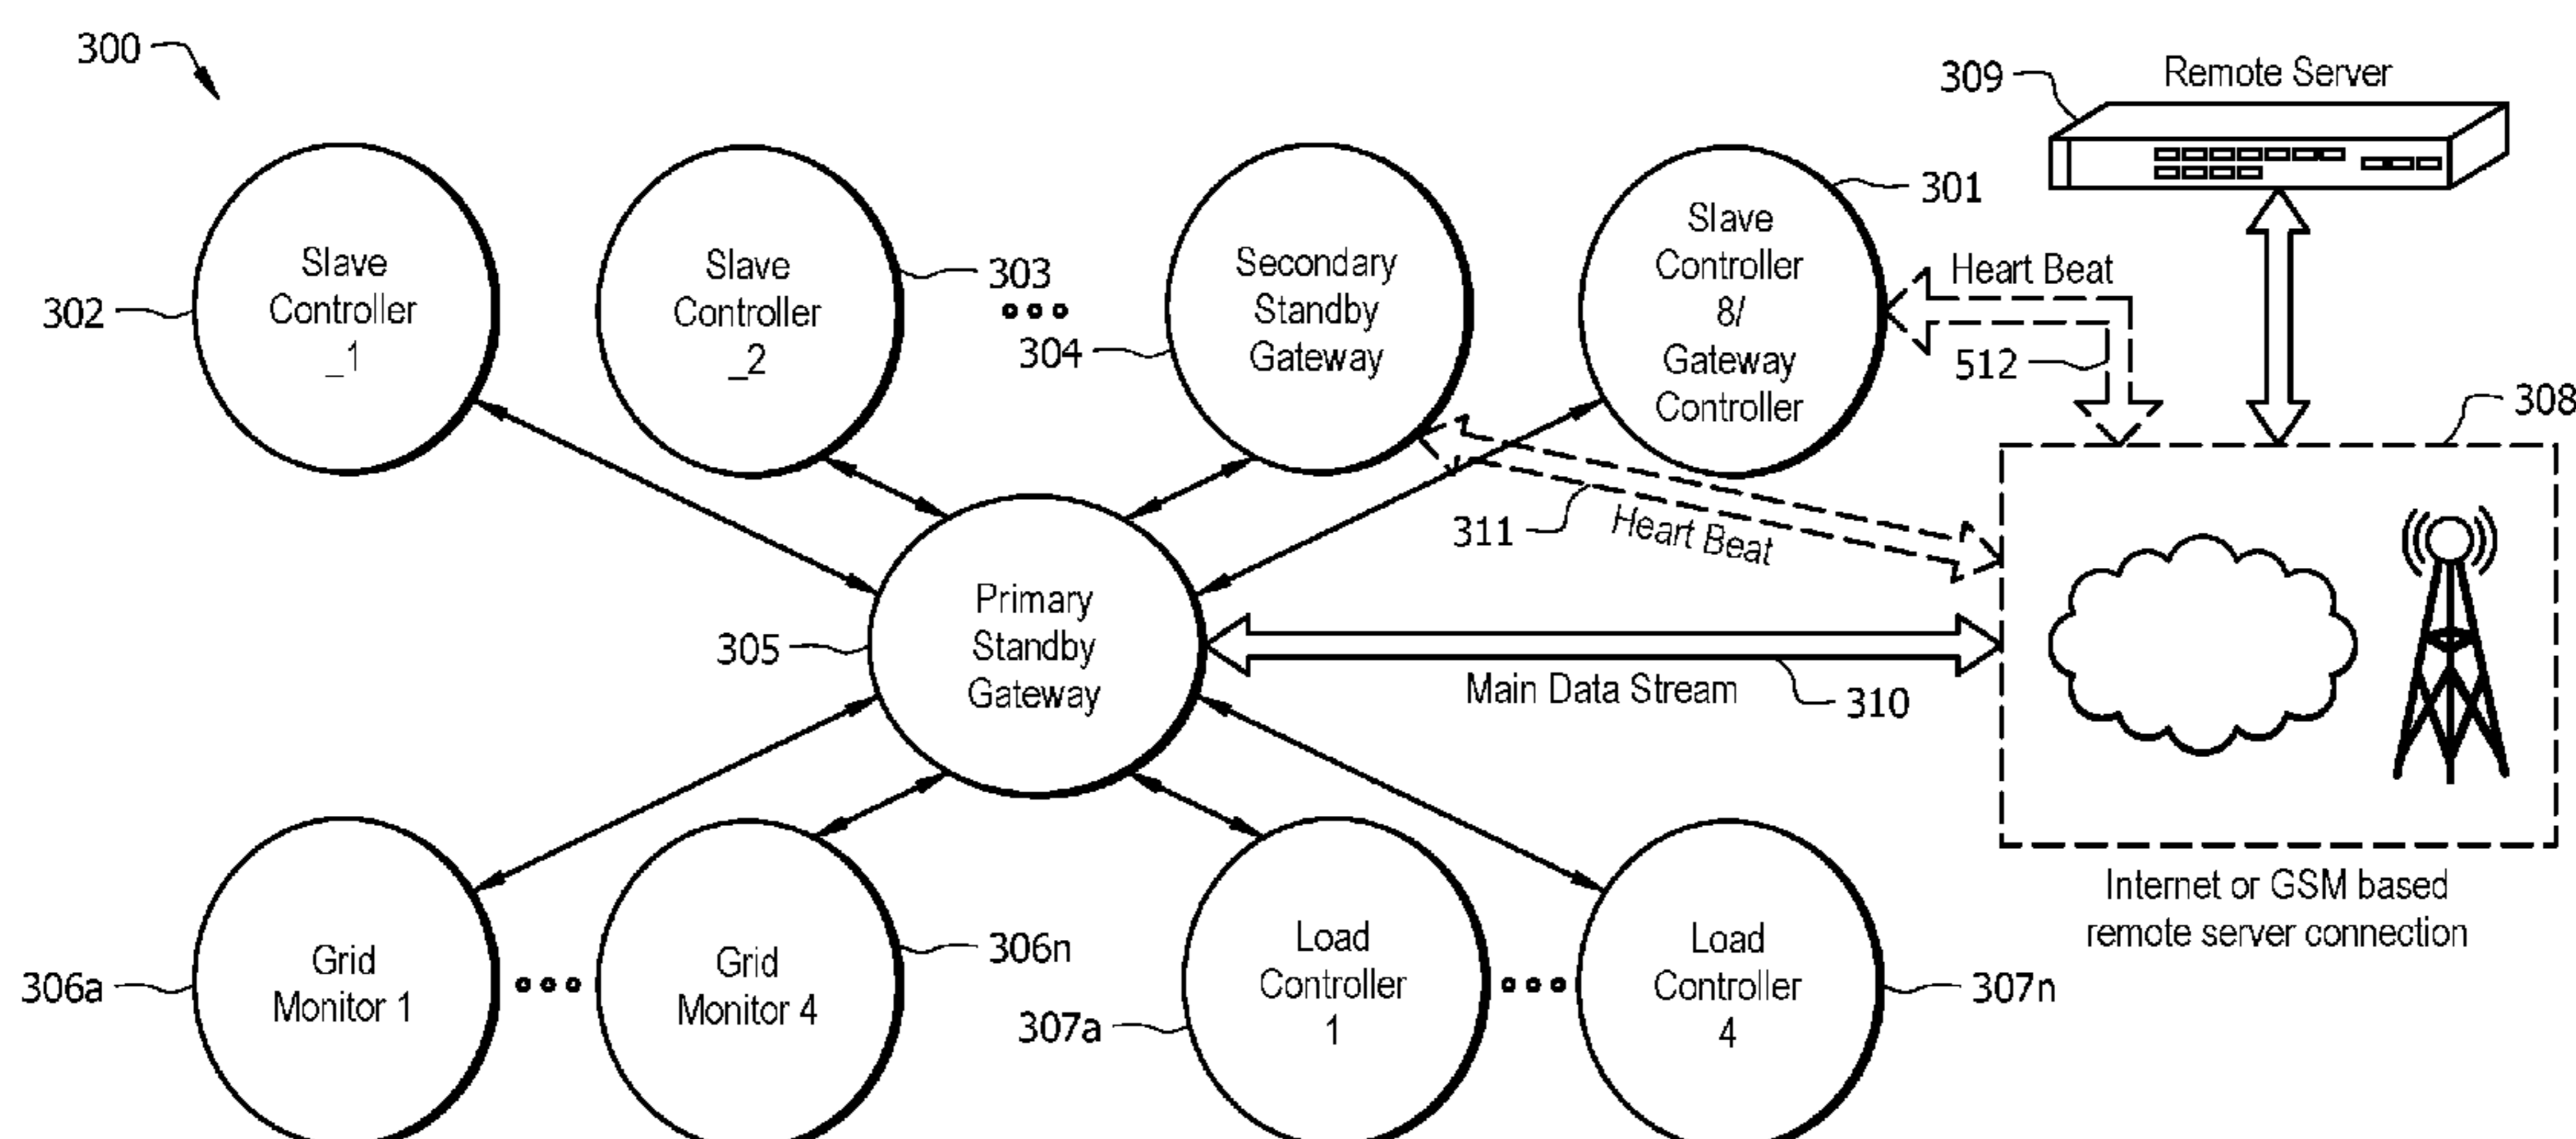 300
309
Remote Server
301
Slave
Controller
_1
302
Slave
Controller
_2
303
304
Secondary
Standby
Gateway
Slave
Controller
8/
Gateway
Controller
Heart Beat
512
308
311
Heart Beat
Primary
Standby
Gateway
305
Main Data Stream
310
Internet or GSM based
remote server connection
306a
Grid
Monitor 1
Grid
Monitor 4
306n
307a
Load
Controller
1
Load
Controller
4
307n